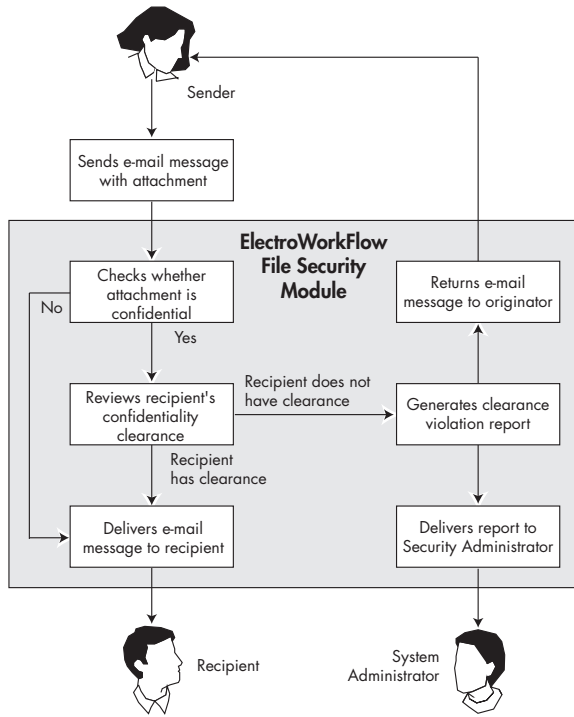 Sender
Sends e-mail message
with attachment
ElectroWorkFlow
File Security
Module
Checks whether
attachment is
confidential
No
Yes
Returns e-mail
message to originator
Reviews recipient's
confidentiality
clearance
Recipient does not
have clearance
Generates clearance
violation report
Recipient
has clearance
Delivers e-mail
message to recipient
Delivers report to
Security Administrator
Recipient
System
Administrator